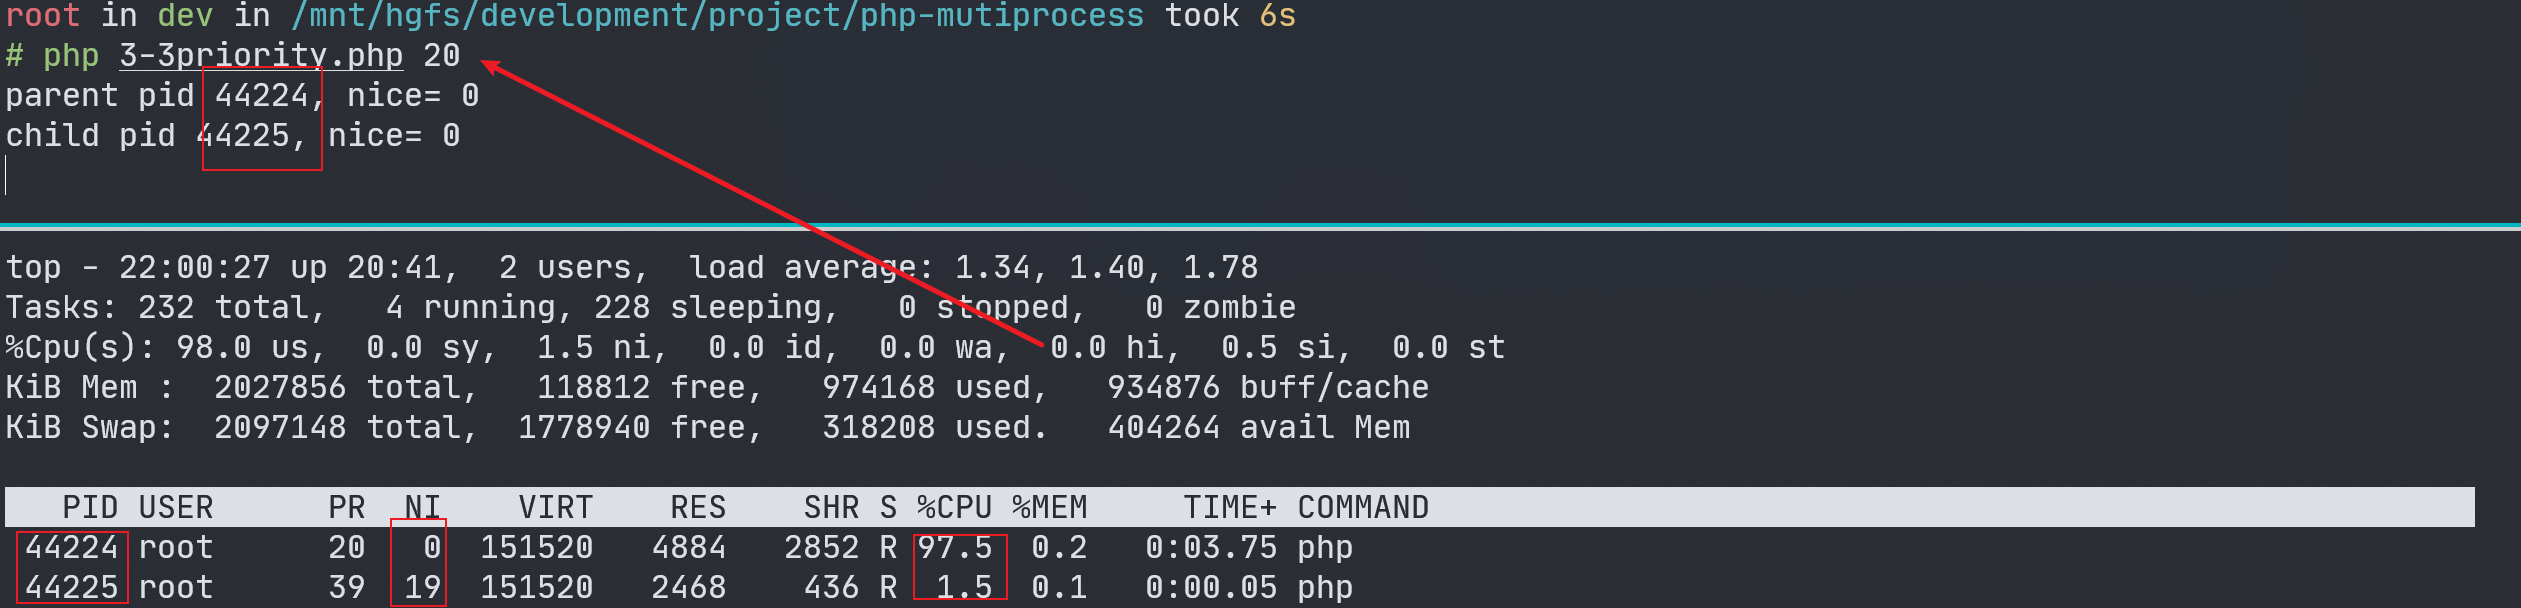 root in dev in /mnt/hgfs/development/project/php-mutiprocess took 6s
# php 3-3priority.php 20
parent pid 44224, nice= 0
child pid 44225, nice= 0
top - 22:00:27 up 20:41,  2 users,  load average: 1.34, 1.40, 1.78
Tasks: 232 total,   4 running, 228 sleeping,   0 stopped,   0 zombie
%Cpu(s): 98.0 us,  0.0 sy,  1.5 ni,  0.0 id,  0.0 wa,  0.0 hi,  0.5 si,  0.0 st
KiB Mem :  2027856 total,   118812 free,   974168 used,   934876 buff/cache
KiB Swap:  2097148 total,  1778940 free,   318208 used.   404264 avail Mem
PID USER      PR  NI    VIRT    RES    SHR S %CPU %MEM     TIME+ COMMAND
44224 root      20   0  151520   4884   2852 R 97.5  0.2   0:03.75 php
44225 root      39  19  151520   2468    436 R  1.5  0.1   0:00.05 php